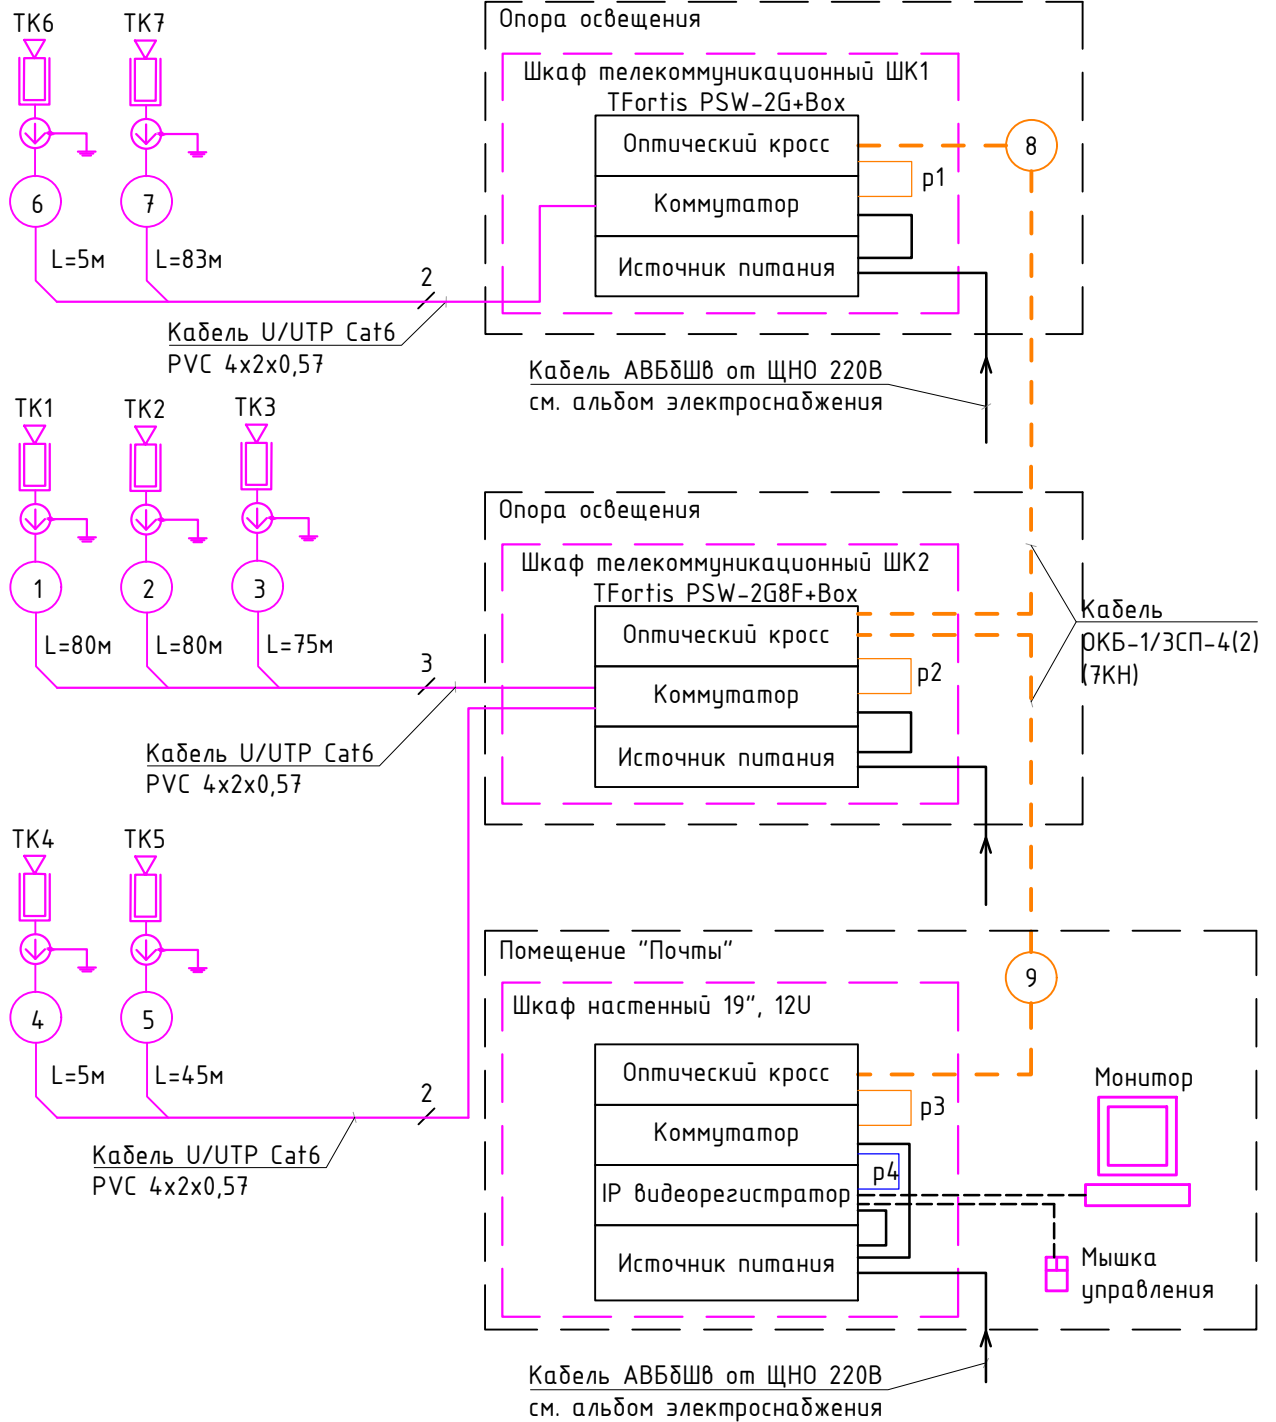 ТК6
ТК7
6
7
L=5м
L=83м
2
Кабель U/UTP Cat6
PVC 4x2x0,57
Опора освещения
Шкаф телекоммуникационный ШК1
TFortis PSW-2G+Box
Оптический кросс
Коммутатор
Источник питания
р1
8
Кабель АВБбШв от ЩНО 220В
см. альбом электроснабжения
ТК1
ТК2
ТК3
1
2
3
L=80м
L=80м
L=75м
3
Кабель U/UTP Cat6
PVC 4x2x0,57
Опора освещения
Шкаф телекоммуникационный ШК2
TFortis PSW-2G8F+Box
Оптический кросс
Коммутатор
Источник питания
р2
Кабель
ОКБ-1/3СП-4(2)
(7КН)
ТК4
ТК5
4
5
L=5м
L=45м
2
Кабель U/UTP Cat6
PVC 4x2x0,57
Помещение "Почты"
9
Шкаф настенный 19", 12U
Оптический кросс
Коммутатор
IP видеорегистратор
Источник питания
р3
р4
Монитор
Мышка
управления
Кабель АВБбШв от ЩНО 220В
см. альбом электроснабжения